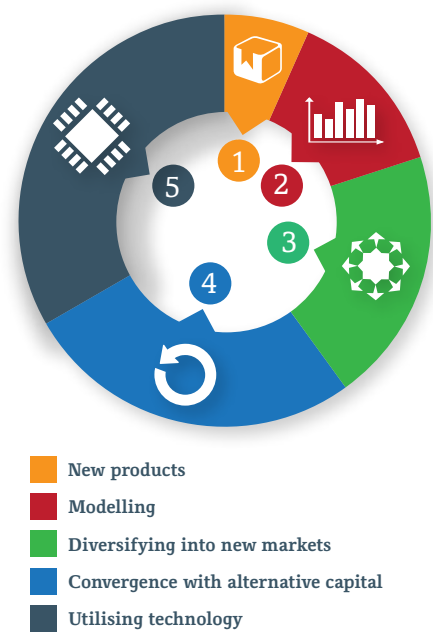 1
2
3
4
5
New products
Modelling
Diversifying into new markets
Convergence with alternative capital
Utilising technology